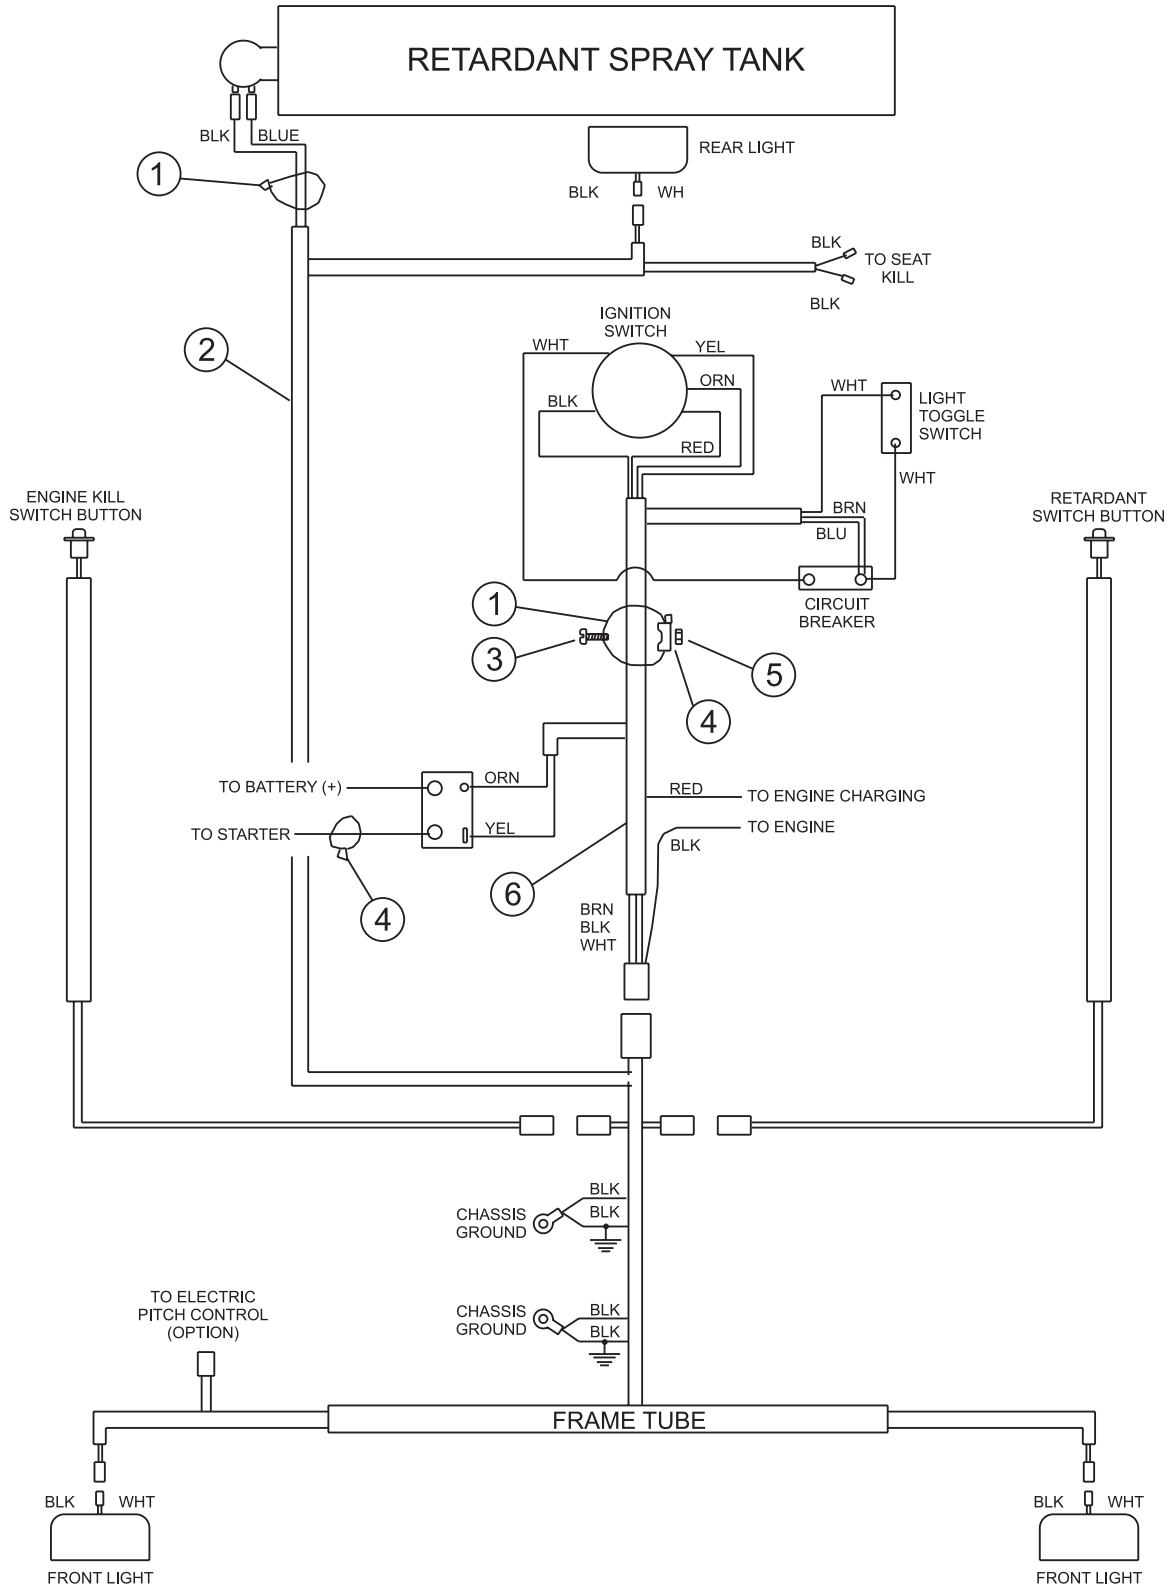 RETARDANT SPRAY TANK
BLK
BLUE
REAR LIGHT
1
BLK
WH
BLK
TO SEAT
KILL
BLK
IGNITION
SWITCH
2
WHT
YEL
ORN
BLK
RED
WHT
LIGHT
TOGGLE
SWITCH
WHT
ENGINE KILL
SWITCH BUTTON
RETARDANT
SWITCH BUTTON
BRN
BLU
CIRCUIT
BREAKER
1
3
5
4
TO BATTERY (+)
ORN
RED
TO ENGINE CHARGING
TO STARTER
YEL
TO ENGINE
BLK
4
6
BRN
BLK
WHT
BLK
CHASSIS
GROUND
BLK
TO ELECTRIC
PITCH CONTROL
(OPTION)
BLK
CHASSIS
GROUND
BLK
FRAME TUBE
BLK
WHT
FRONT LIGHT
BLK
WHT
FRONT LIGHT